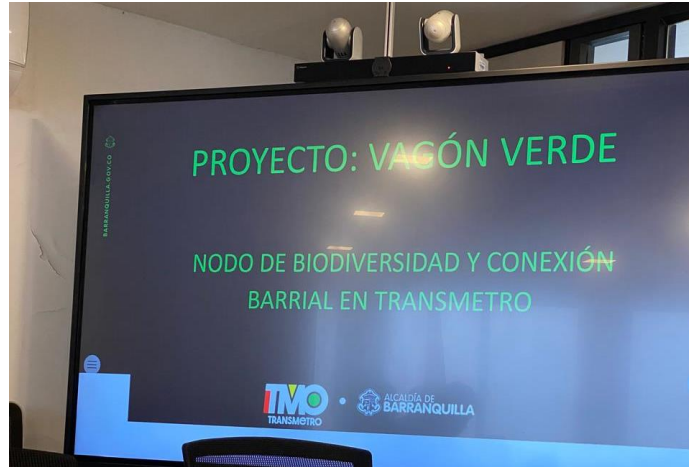 BARRANQUILLA.GOV.CO
PROYECTO: VAGÓN VERDE
NODO DE BIODIVERSIDAD Y CONEXIÓN
BARRIAL EN TRANSMETRO
TMO
TRANSMETRO
ALCALDÍA DE
BARRANQUILLA